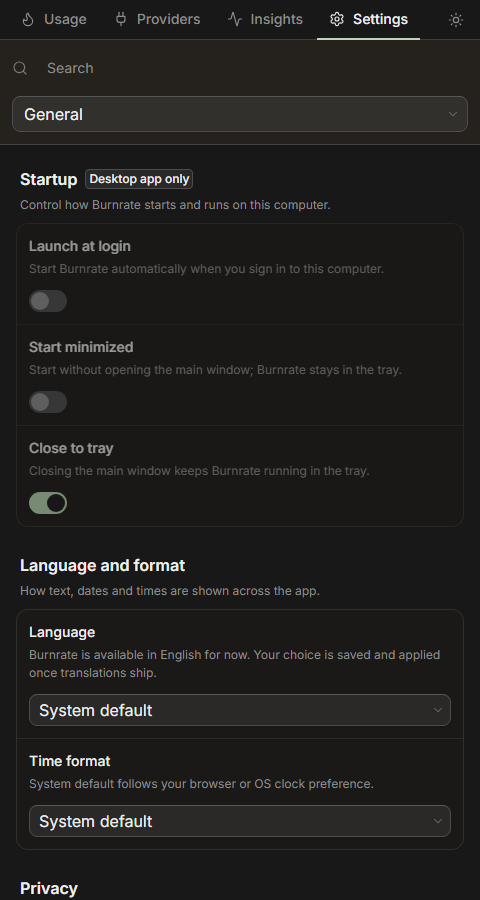 Usage
Providers
Insights
Settings
Search
General
Startup
Desktop app only
Control how Burnrate starts and runs on this computer.
Launch at login
Start Burnrate automatically when you sign in to this computer.
Start minimized
Start without opening the main window; Burnrate stays in the tray.
Close to tray
Closing the main window keeps Burnrate running in the tray.
Language and format
How text, dates and times are shown across the app.
Language
Burnrate is available in English for now. Your choice is saved and applied
once translations ship.
System default
Time format
System default follows your browser or OS clock preference.
System default
Privacy